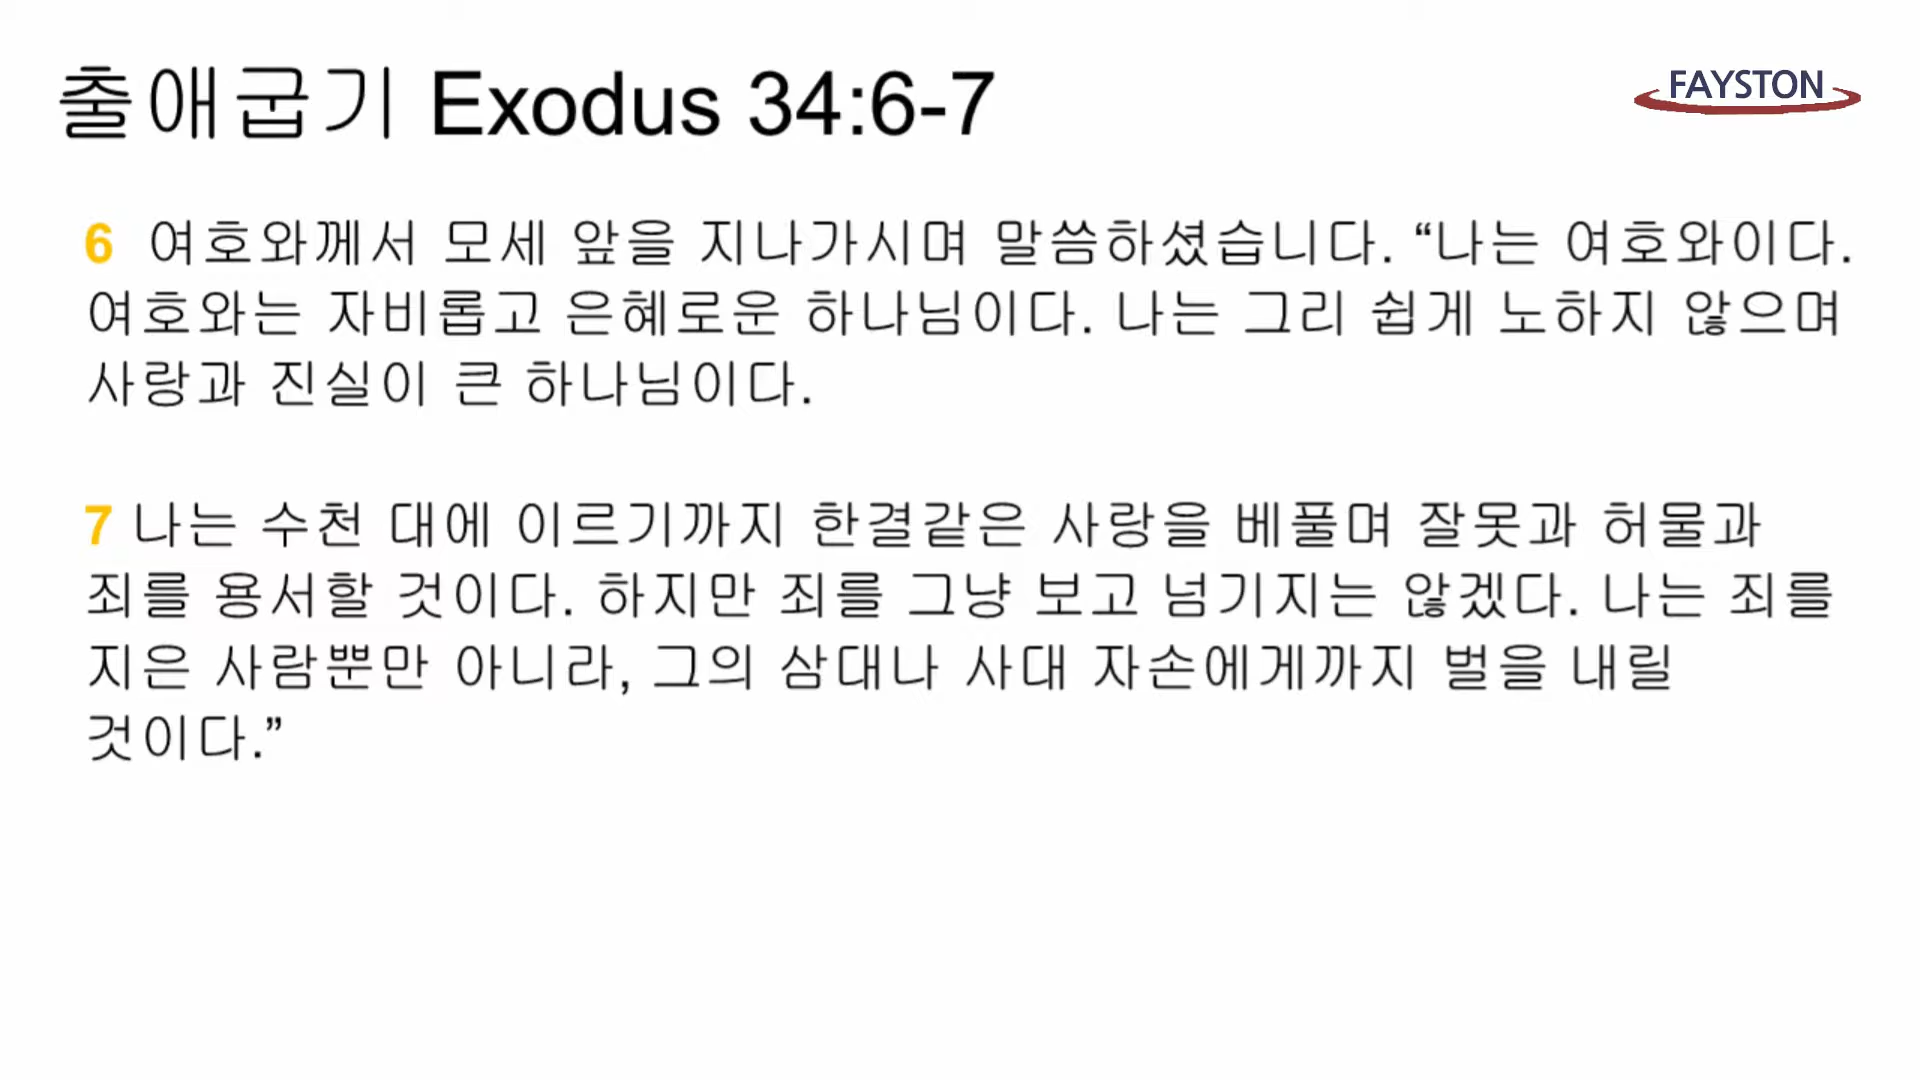 출애굽기 Exodus 34:6-7
FAYSTON
6 여호와께서 모세 앞을 지나가시며 말씀하셨습니다. “나는 여호와이다.
여호와는 자비롭고 은혜로운 하나님이다. 나는 그리 쉽게 노하지 않으며
사랑과 진실이 큰 하나님이다.
7 나는 수천 대에 이르기까지 한결같은 사랑을 베풀며 잘못과 허물과
죄를 용서할 것이다. 하지만 죄를 그냥 보고 넘기지는 않겠다. 나는 죄를
지은 사람뿐만 아니라, 그의 삼대나 사대 자손에게까지 벌을 내릴
것이다.”